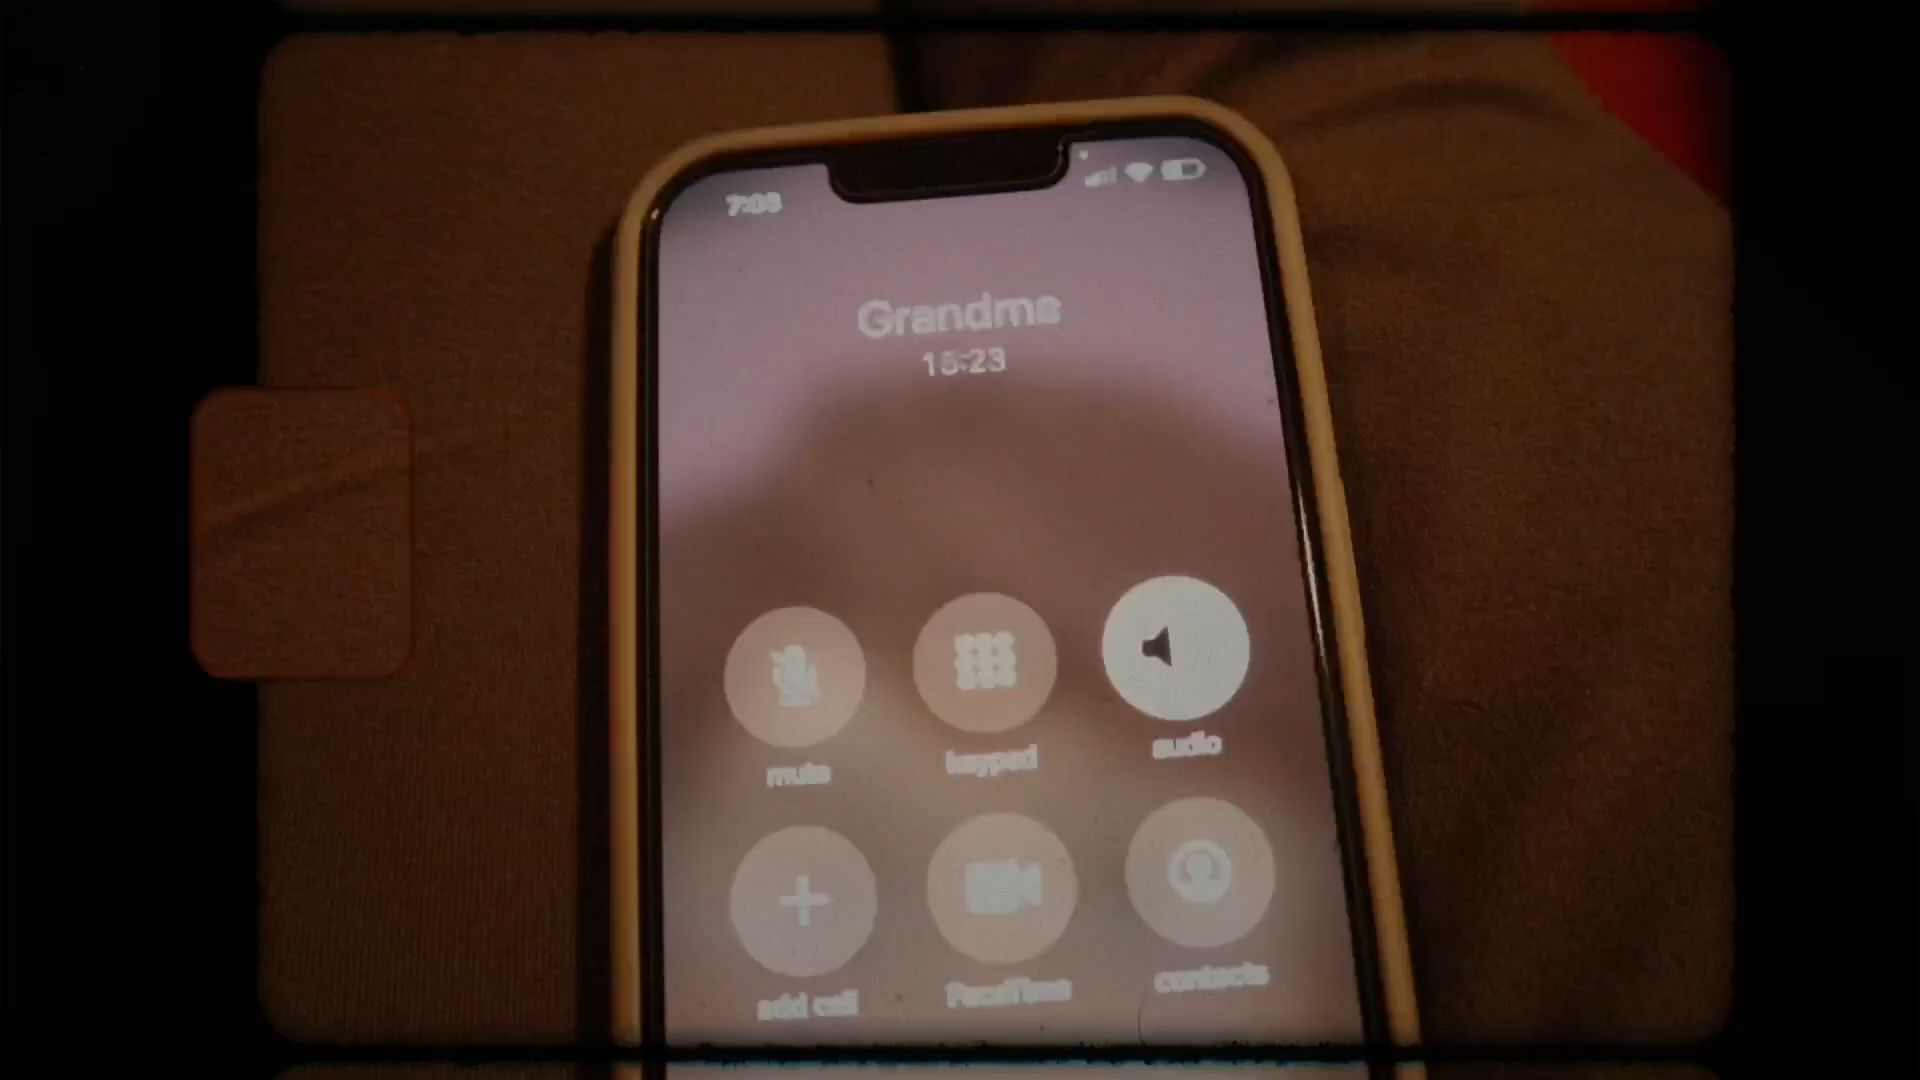 7:08
Grandma
15:23
mute
keypad
audio
add call
FaceTime
contacts